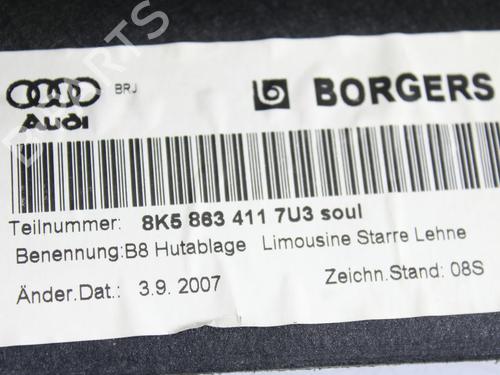 Audi
BRJ
BORGERS
Teilnummer: 8K5 863 411 7U3 soul
Benennung:B8 Hutablage Limousine Starre Lehne
Änder.Dat.: 3.9. 2007 Zeichn.Stand: 08S